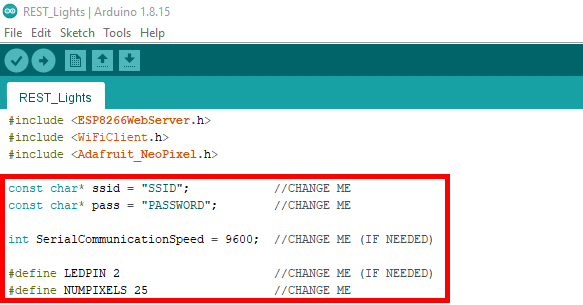 REST_Lights | Arduino 1.8.15
File Edit Sketch Tools Help
REST_Lights
#include <ESP8266WebServer.h>
#include <WiFiClient.h>
#include <Adafruit_NeoPixel.h>
const char* ssid = "SSID"; //CHANGE ME
const char* pass = "PASSWORD"; //CHANGE ME
int SerialCommunicationSpeed = 9600; //CHANGE ME (IF NEEDED)
#define LEDPIN 2 //CHANGE ME (IF NEEDED)
#define NUMPIXELS 25 //CHANGE ME